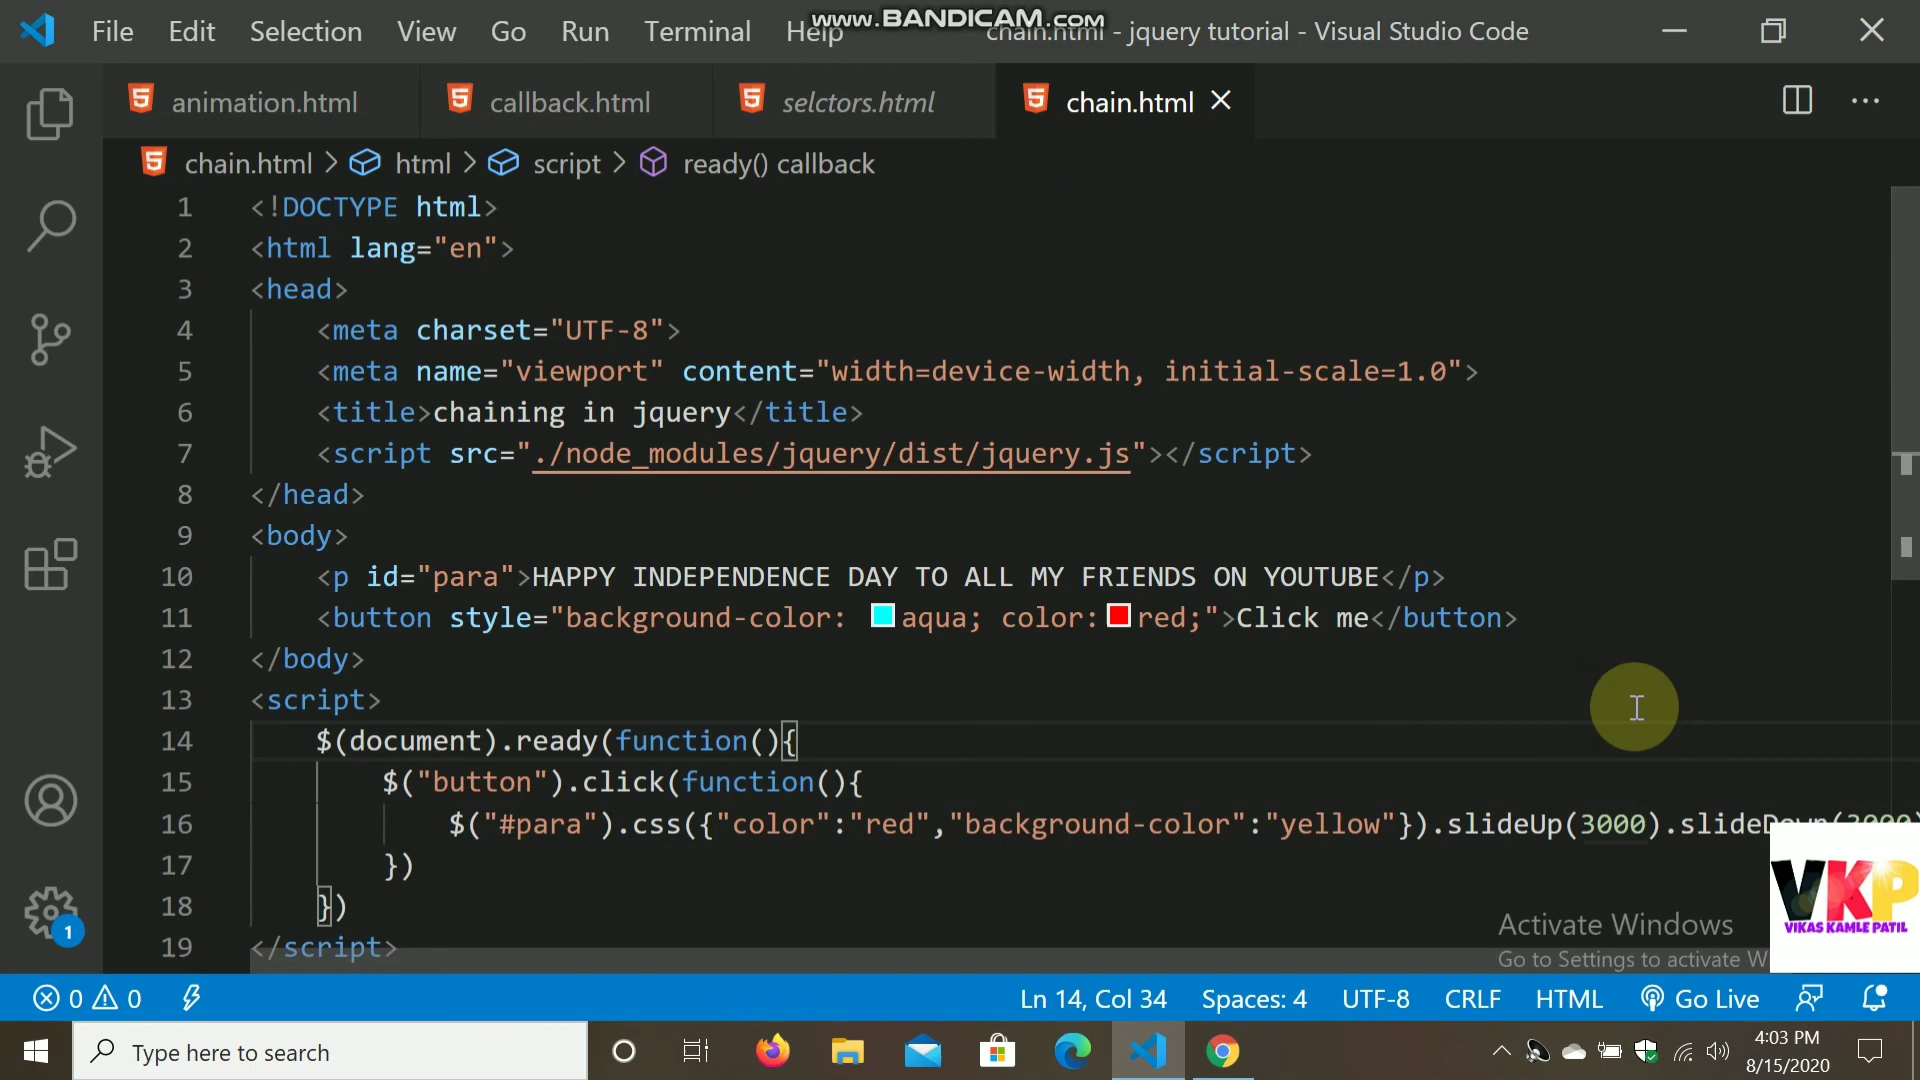 File Edit Selection View Go Run Terminal Help chain.html - jquery tutorial - Visual Studio Code
www.BANDICAM.com
animation.html callback.html selctors.html chain.html
chain.html > html > script > ready() callback
1 <!DOCTYPE html>
2 <html lang="en">
3 <head>
4 <meta charset="UTF-8">
5 <meta name="viewport" content="width=device-width, initial-scale=1.0">
6 <title>chaining in jquery</title>
7 <script src="./node_modules/jquery/dist/jquery.js"></script>
8 </head>
9 <body>
10 <p id="para">HAPPY INDEPENDENCE DAY TO ALL MY FRIENDS ON YOUTUBE</p>
11 <button style="background-color: aqua; color:red;">Click me</button>
12 </body>
13 <script>
14 $(document).ready(function(){
15 $("button").click(function(){
16 $("#para").css({"color":"red","background-color":"yellow"}).slideUp(3000).slideDown(3000)
17 })
18 })
19 </script>
Activate Windows
Go to Settings to activate W
VKP
VIKAS KAMLE PATIL
1
0 0 Ln 14, Col 34 Spaces: 4 UTF-8 CRLF HTML Go Live
Type here to search
4:03 PM
8/15/2020